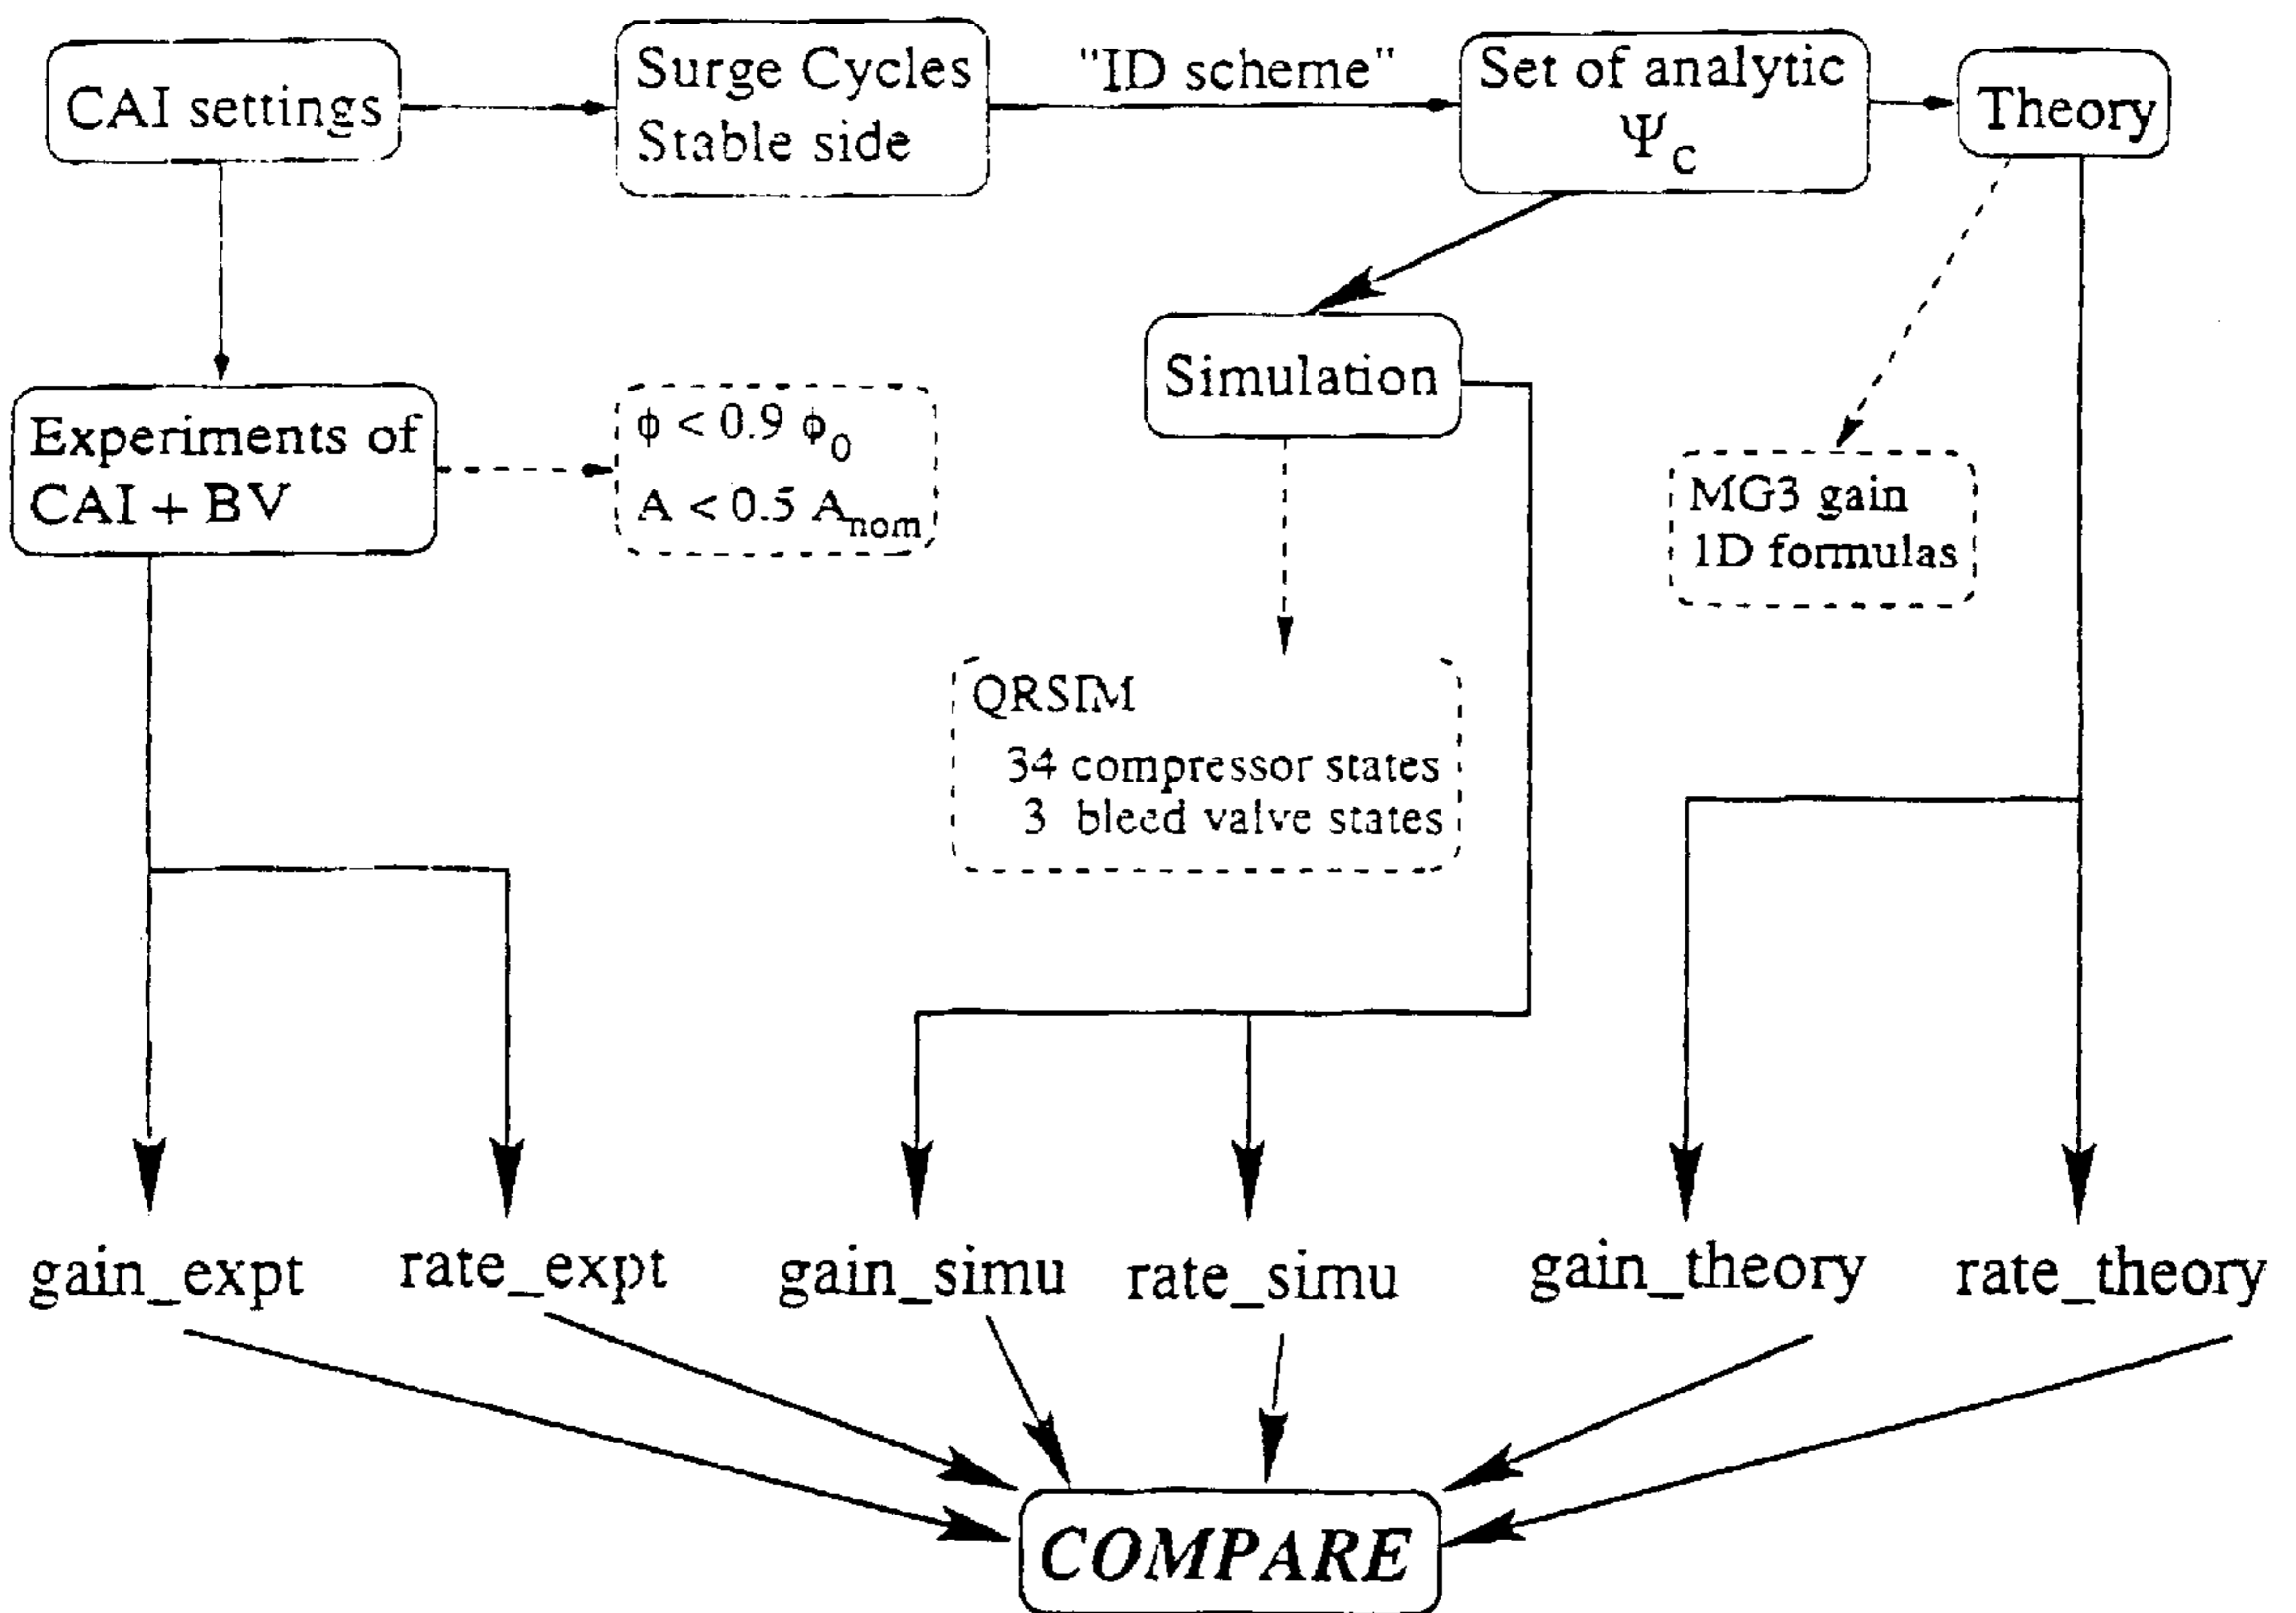 CAI settings
Surge Cycles
Stable side
"ID scheme"
Set of analytic
Ψc
Theory
Experiments of
CAI + BV
ϕ < 0.9 ϕ0
A < 0.5 Anom
Simulation
MG3 gain
1D formulas
QRSIM
34 compressor states
3 bleed valve states
gain_expt
rate_expt
gain_simu
rate_simu
gain_theory
rate_theory
COMPARE